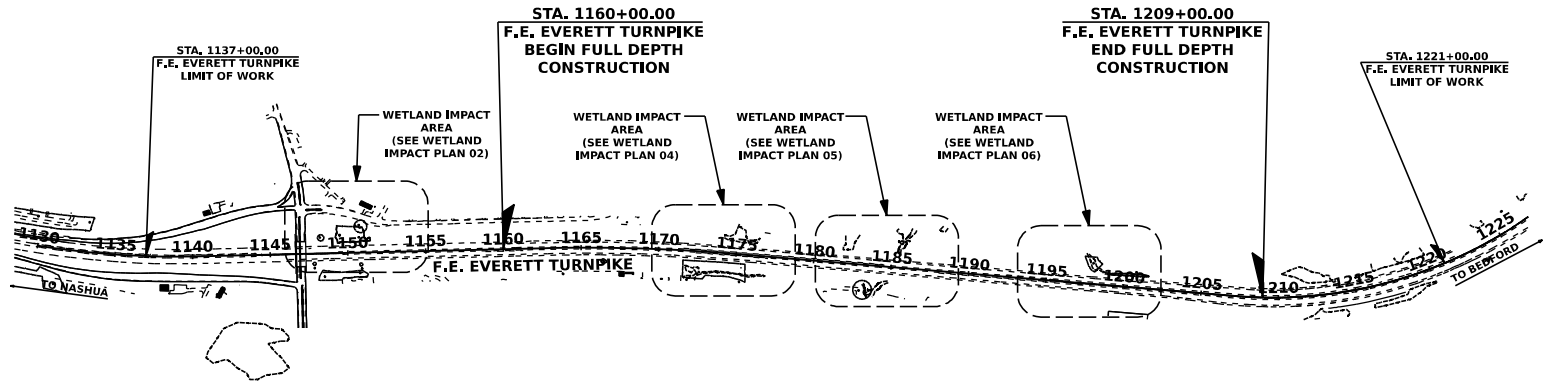 STA. 1137+00.00
F.E. EVERETT TURNPIKE
LIMIT OF WORK
STA. 1160+00.00
F.E. EVERETT TURNPIKE
BEGIN FULL DEPTH
CONSTRUCTION
STA. 1209+00.00
F.E. EVERETT TURNPIKE
END FULL DEPTH
CONSTRUCTION
STA. 1221+00.00
F.E. EVERETT TURNPIKE
LIMIT OF WORK
WETLAND IMPACT
AREA
(SEE WETLAND
IMPACT PLAN 02)
WETLAND IMPACT
AREA
(SEE WETLAND
IMPACT PLAN 04)
WETLAND IMPACT
AREA
(SEE WETLAND
IMPACT PLAN 05)
WETLAND IMPACT
AREA
(SEE WETLAND
IMPACT PLAN 06)
1130
1135
1140
1145
1150
1155
1160
1165
1170
1175
1180
1185
1190
1195
1200
1205
1210
1215
1220
1225
F.E. EVERETT TURNPIKE
TO NASHUA
TO BEDFORD